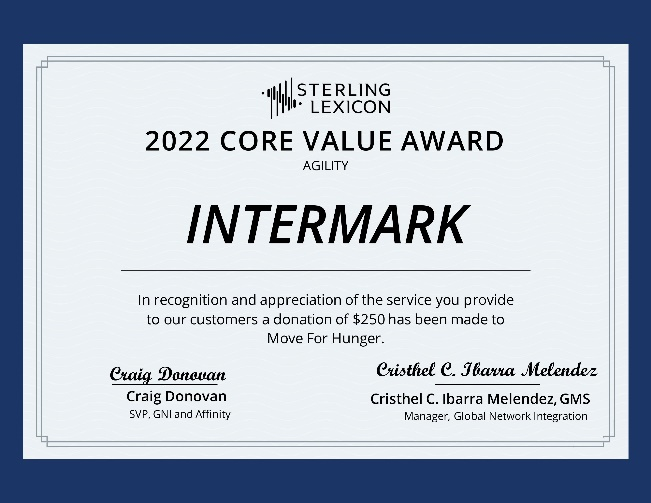 STERLING
LEXICON
2022 CORE VALUE AWARD
AGILITY
INTERMARK
In recognition and appreciation of the service you provide
to our customers a donation of $250 has been made to
Move For Hunger.
Craig Donovan
Cristhel C. Ibarra Melendez
Craig Donovan
Cristhel C. Ibarra Melendez, GMS
SVP, GNI and Affinity
Manager, Global Network Integration